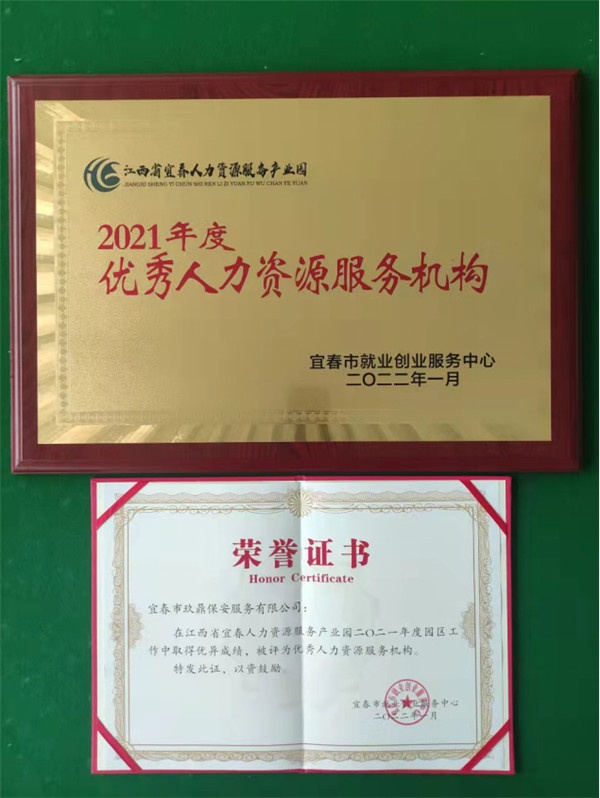 江西省宜春人力资源服务产业园
JIANGXI SHENG YI CHUN SHI REN LI ZI YUAN FU WU CHAN YE YUAN
2021年度
优秀人力资源服务机构
宜春市就业创业服务中心
二〇二二年一月
荣誉证书
Honor Certificate
宜春市玖鼎保安服务有限公司：
在江西省宜春人力资源服务产业园二〇二一年度园区工
作中取得优异成绩，被评为优秀人力资源服务机构。
特发此证，以资鼓励。
宜春市就业创业服务中心
二〇二二年一月